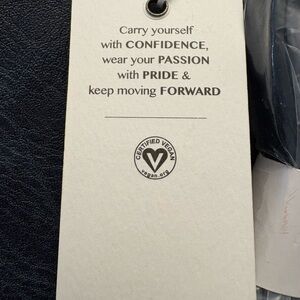 Carry yourself
with CONFIDENCE,
wear your PASSION
with PRIDE &
keep moving FORWARD
CERTIFIED VEGAN
vegan.org